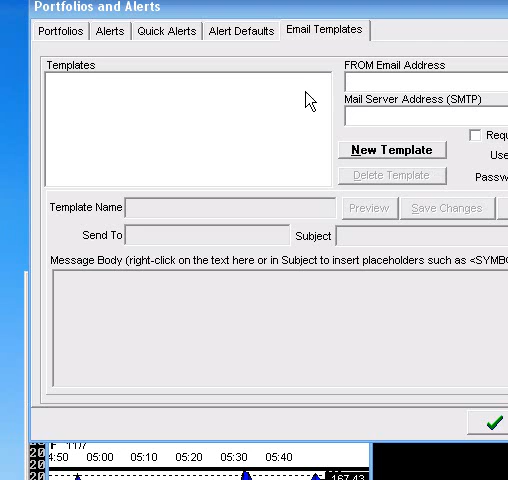 Portfolios and Alerts
Portfolios Alerts Quick Alerts Alert Defaults Email Templates
Templates
FROM Email Address
Mail Server Address (SMTP)
New Template
Delete Template
Template Name
Preview Save Changes
Send To
Subject
Message Body (right-click on the text here or in Subject to insert placeholders such as
05:00 05:10 05:20 05:30 05:40
167.43